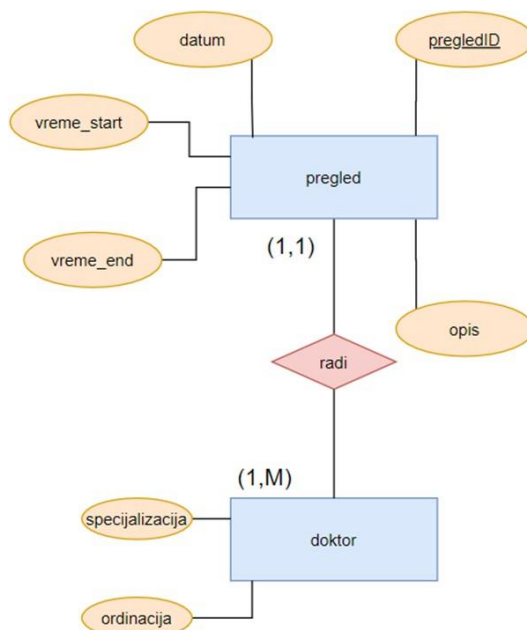 datum
pregledID
vreme_start
pregled
vreme_end
(1,1)
opis
radi
(1,M)
specijalizacija
doktor
ordinacija